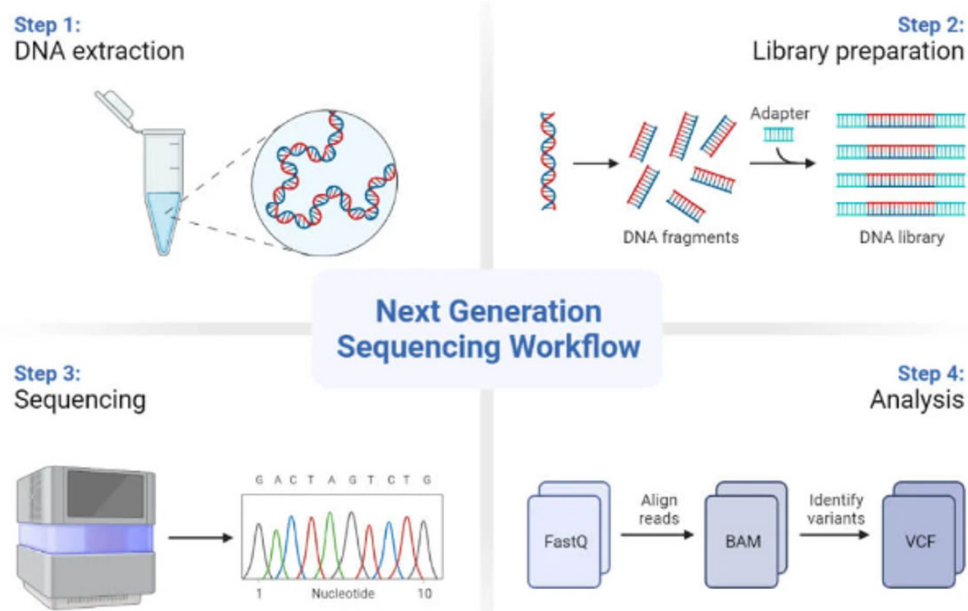 Step 1:
DNA extraction
Step 2:
Library preparation
Adapter
DNA fragments
DNA library
Next Generation
Sequencing Workflow
Step 3:
Sequencing
G A C T A G T C T G
1 Nucleotide 10
Step 4:
Analysis
FastQ
Align
reads
BAM
Identify
variants
VCF